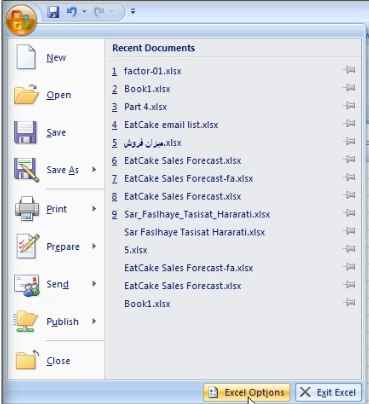 Recent Documents
New
Open
Save
Save As
Print
Prepare
Send
Publish
Close
1 factor-01.xlsx
2 Book1.xlsx
3 Part 4.xlsx
4 EatCake email list.xlsx
5 میزان فروش.xlsx
6 EatCake Sales Forecast.xlsx
7 EatCake Sales Forecast-fa.xlsx
8 EatCake Sales Forecast.xlsx
9 Sar_Faslhaye_Tasisat_Hararati.xlsx
Sar Faslhaye Tasisat Hararati.xlsx
5.xlsx
EatCake Sales Forecast-fa.xlsx
EatCake Sales Forecast.xlsx
Book1.xlsx
Excel Options
Exit Excel